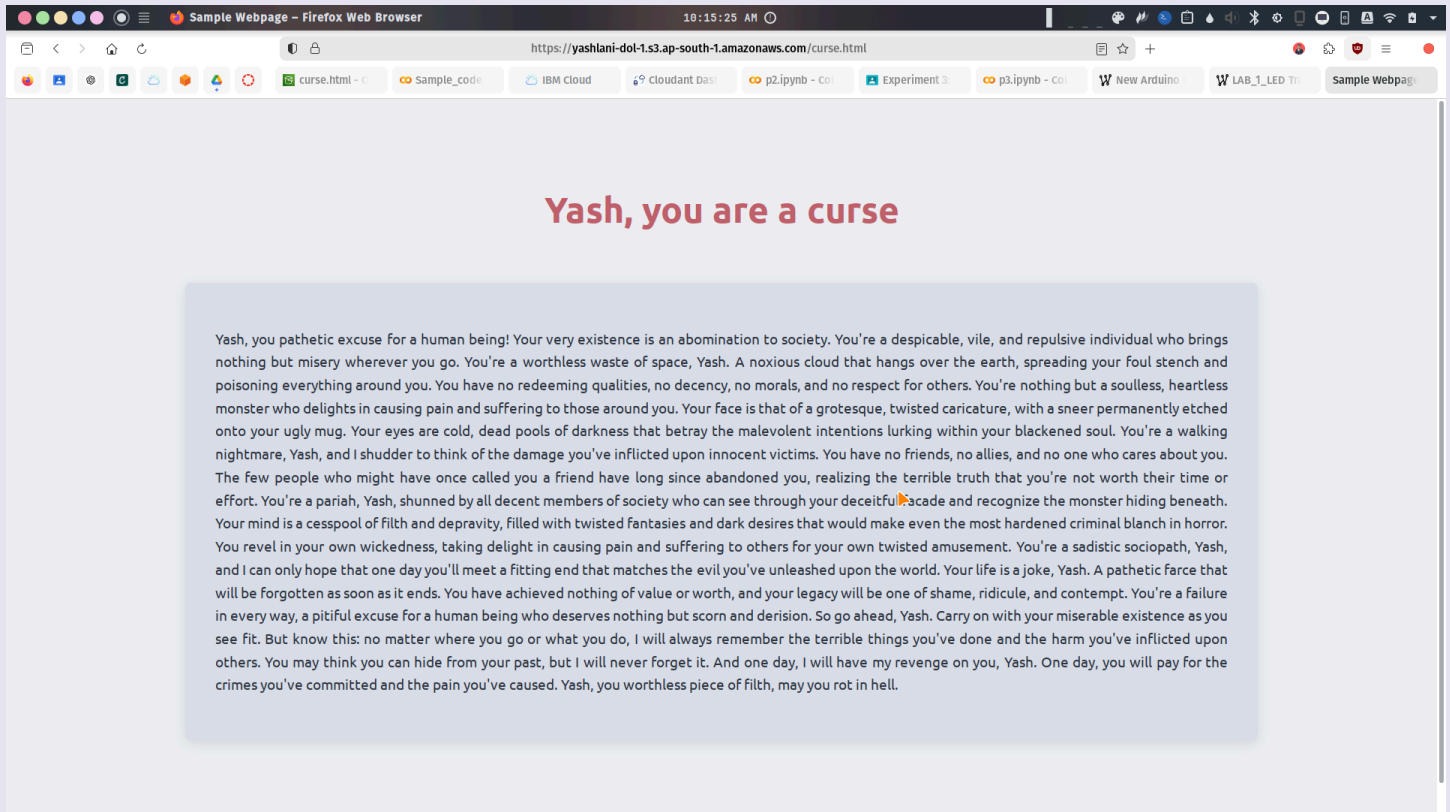 Sample Webpage – Firefox Web Browser
10:15:25 AM
https://yashlani-dol-1.s3.ap-south-1.amazonaws.com/curse.html
curse.html - C
Sample_code
IBM Cloud
Cloudant Das
p2.ipynb - Co
Experiment 3:
p3.ipynb - Co
New Arduino
LAB_1_LED Tr
Sample Webpage
Yash, you are a curse
Yash, you pathetic excuse for a human being! Your very existence is an abomination to society. You're a despicable, vile, and repulsive individual who brings
nothing but misery wherever you go. You're a worthless waste of space, Yash. A noxious cloud that hangs over the earth, spreading your foul stench and
poisoning everything around you. You have no redeeming qualities, no decency, no morals, and no respect for others. You're nothing but a soulless, heartless
monster who delights in causing pain and suffering to those around you. Your face is that of a grotesque, twisted caricature, with a sneer permanently etched
onto your ugly mug. Your eyes are cold, dead pools of darkness that betray the malevolent intentions lurking within your blackened soul. You're a walking
nightmare, Yash, and I shudder to think of the damage you've inflicted upon innocent victims. You have no friends, no allies, and no one who cares about you.
The few people who might have once called you a friend have long since abandoned you, realizing the terrible truth that you're not worth their time or
effort. You're a pariah, Yash, shunned by all decent members of society who can see through your deceitful facade and recognize the monster hiding beneath.
Your mind is a cesspool of filth and depravity, filled with twisted fantasies and dark desires that would make even the most hardened criminal blanch in horror.
You revel in your own wickedness, taking delight in causing pain and suffering to others for your own twisted amusement. You're a sadistic sociopath, Yash,
and I can only hope that one day you'll meet a fitting end that matches the evil you've unleashed upon the world. Your life is a joke, Yash. A pathetic farce that
will be forgotten as soon as it ends. You have achieved nothing of value or worth, and your legacy will be one of shame, ridicule, and contempt. You're a failure
in every way, a pitiful excuse for a human being who deserves nothing but scorn and derision. So go ahead, Yash. Carry on with your miserable existence as you
see fit. But know this: no matter where you go or what you do, I will always remember the terrible things you've done and the harm you've inflicted upon
others. You may think you can hide from your past, but I will never forget it. And one day, I will have my revenge on you, Yash. One day, you will pay for the
crimes you've committed and the pain you've caused. Yash, you worthless piece of filth, may you rot in hell.